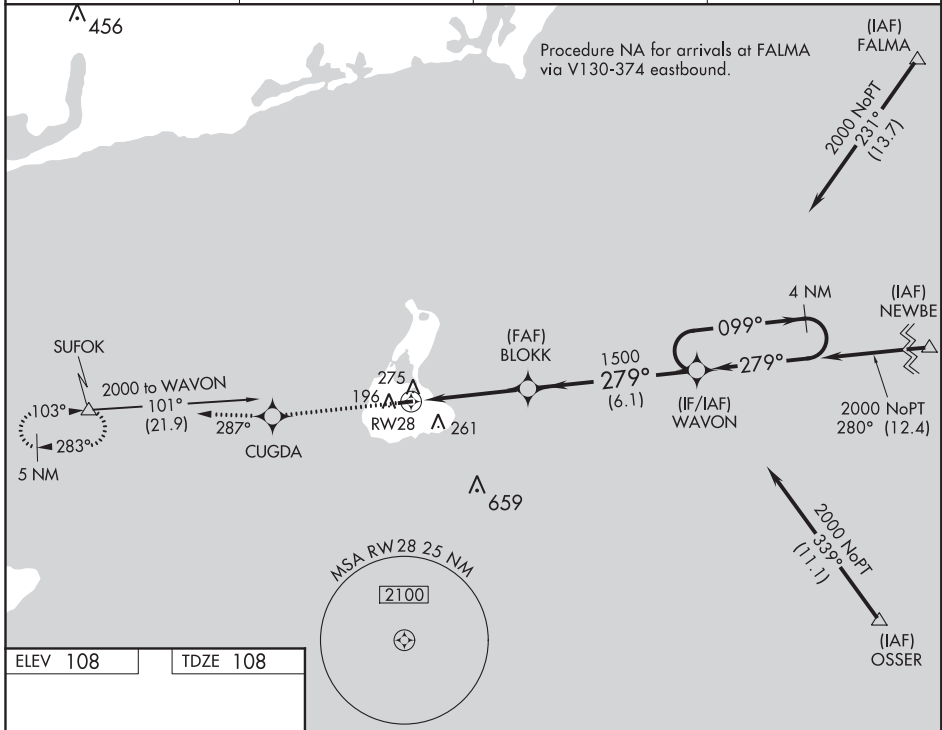 456
Procedure NA for arrivals at FALMA
via V130-374 eastbound.
(IAF)
FALMA
2000 NoPT
231°
(13.7)
4 NM
(IAF)
NEWBE
099°
279°
(FAF)
BLOKK
1500
279°
(6.1)
(IF/IAF)
WAVON
2000 NoPT
280° (12.4)
SUFOK
2000 to WAVON
101°
(21.9)
103°
283°
5 NM
287°
CUGDA
275
196
RW28
261
659
2000 NoPT
339°
(11.1)
(IAF)
OSSER
MSA RW28 25 NM
2100
ELEV 108
TDZE 108